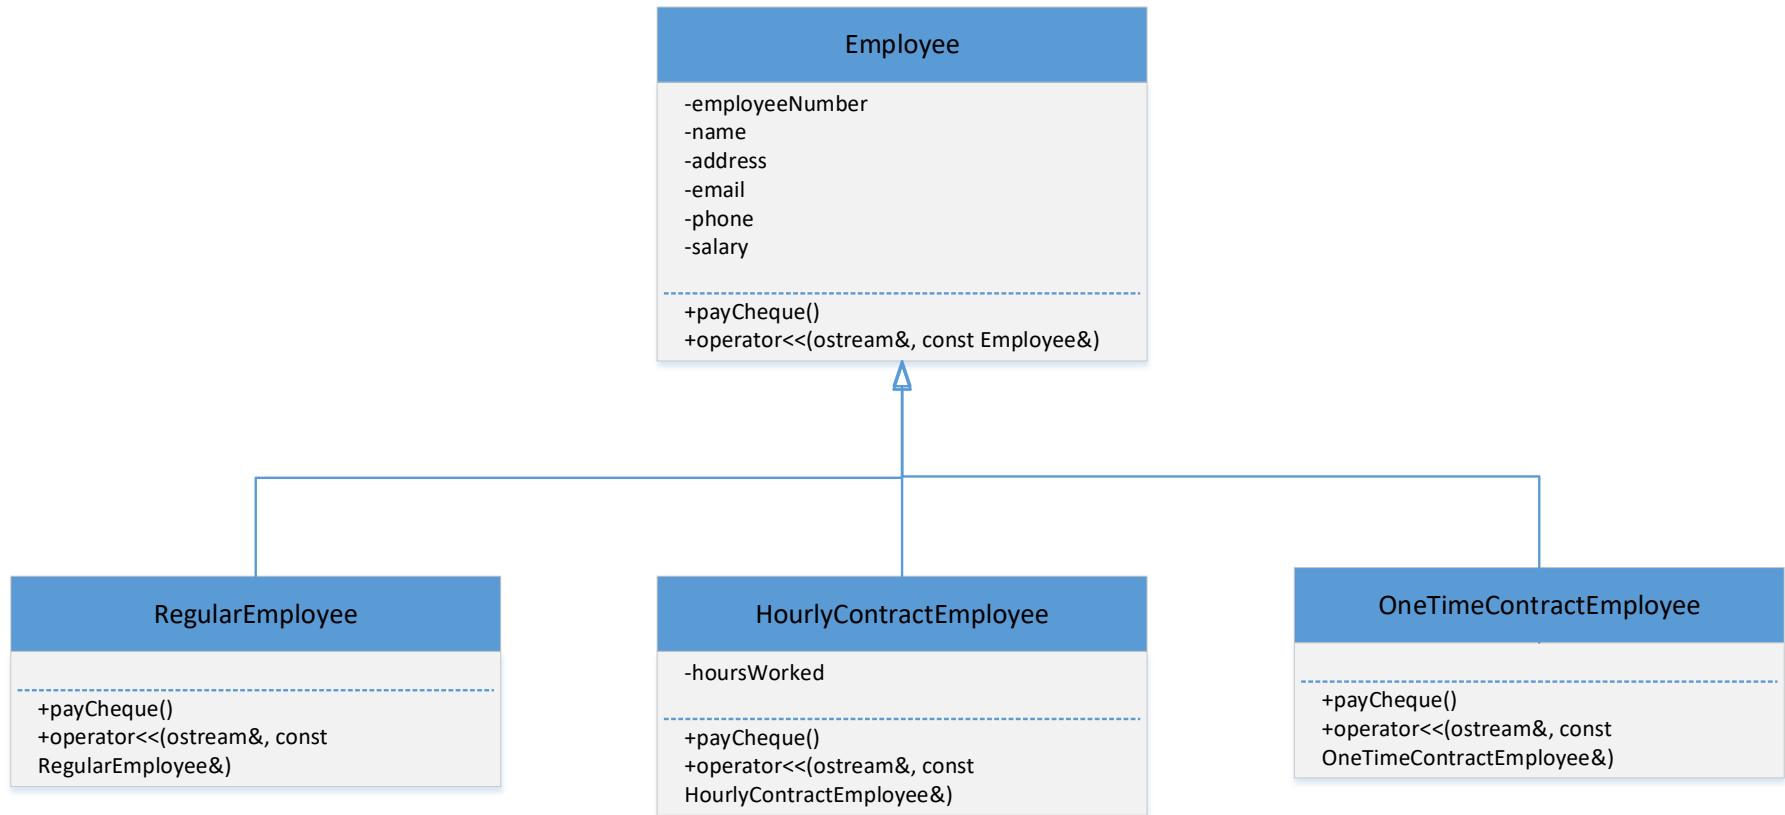 Employee
-employeeNumber
-name
-address
-email
-phone
-salary
+payCheque()
+operator<<(ostream&, const Employee&)
RegularEmployee
+payCheque()
+operator<<(ostream&, const
RegularEmployee&)
HourlyContractEmployee
-hoursWorked
+payCheque()
+operator<<(ostream&, const
HourlyContractEmployee&)
OneTimeContractEmployee
+payCheque()
+operator<<(ostream&, const
OneTimeContractEmployee&)